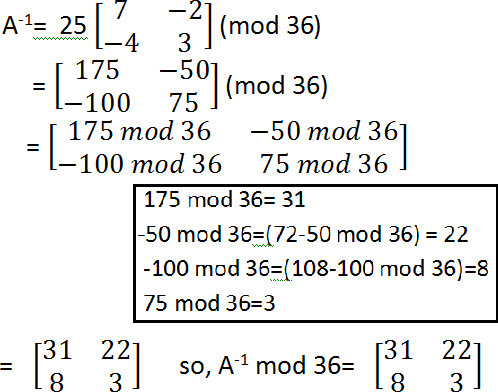 A⁻¹= 25 [7 −2 −4 3] (mod 36)
= [175 −50 −100 75] (mod 36)
= [175 mod 36 −50 mod 36 −100 mod 36 75 mod 36]
175 mod 36= 31
-50 mod 36=(72-50 mod 36) = 22
-100 mod 36=(108-100 mod 36)=8
75 mod 36=3
= [31 22 8 3] so, A⁻¹ mod 36= [31 22 8 3]